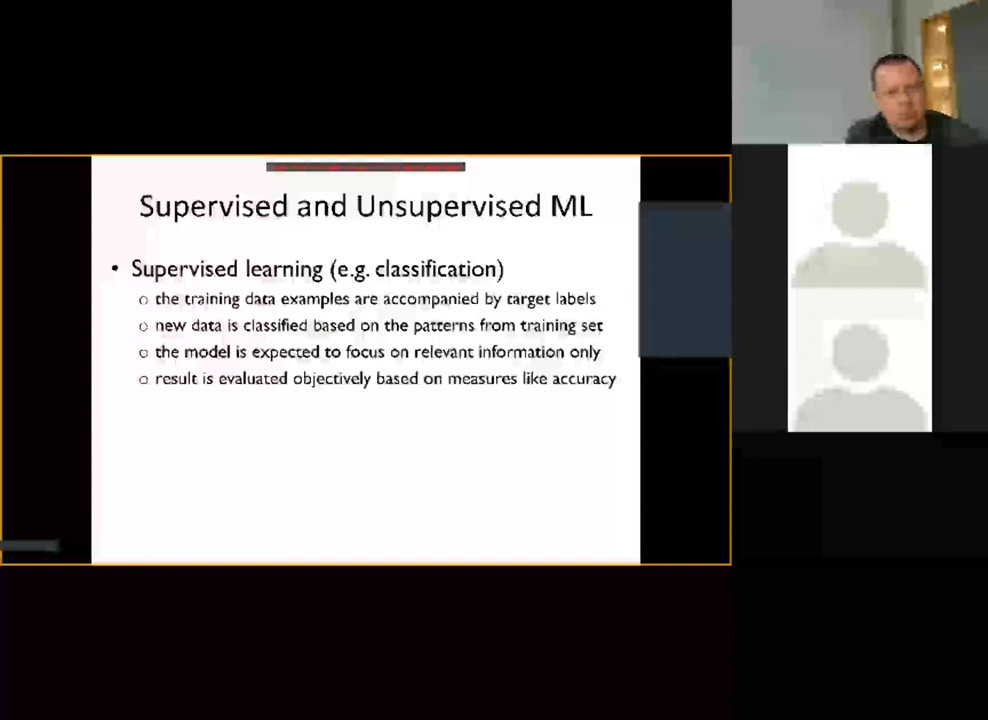 Supervised and Unsupervised ML
• Supervised learning (e.g. classification)
o the training data examples are accompanied by target labels
o new data is classified based on the patterns from training set
o the model is expected to focus on relevant information only
o result is evaluated objectively based on measures like accuracy